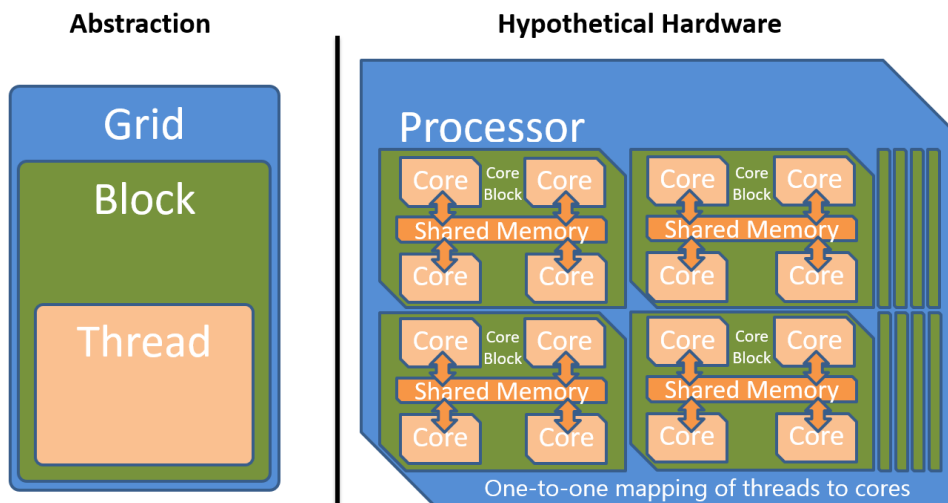 Abstraction
Hypothetical Hardware
Grid
Block
Thread
Processor
Core
Core Block
Core
Shared Memory
Core
Core
Core
Core Block
Core
Shared Memory
Core
Core
Core
Core Block
Core
Shared Memory
Core
Core
Core
Core Block
Core
Shared Memory
Core
Core
One-to-one mapping of threads to cores